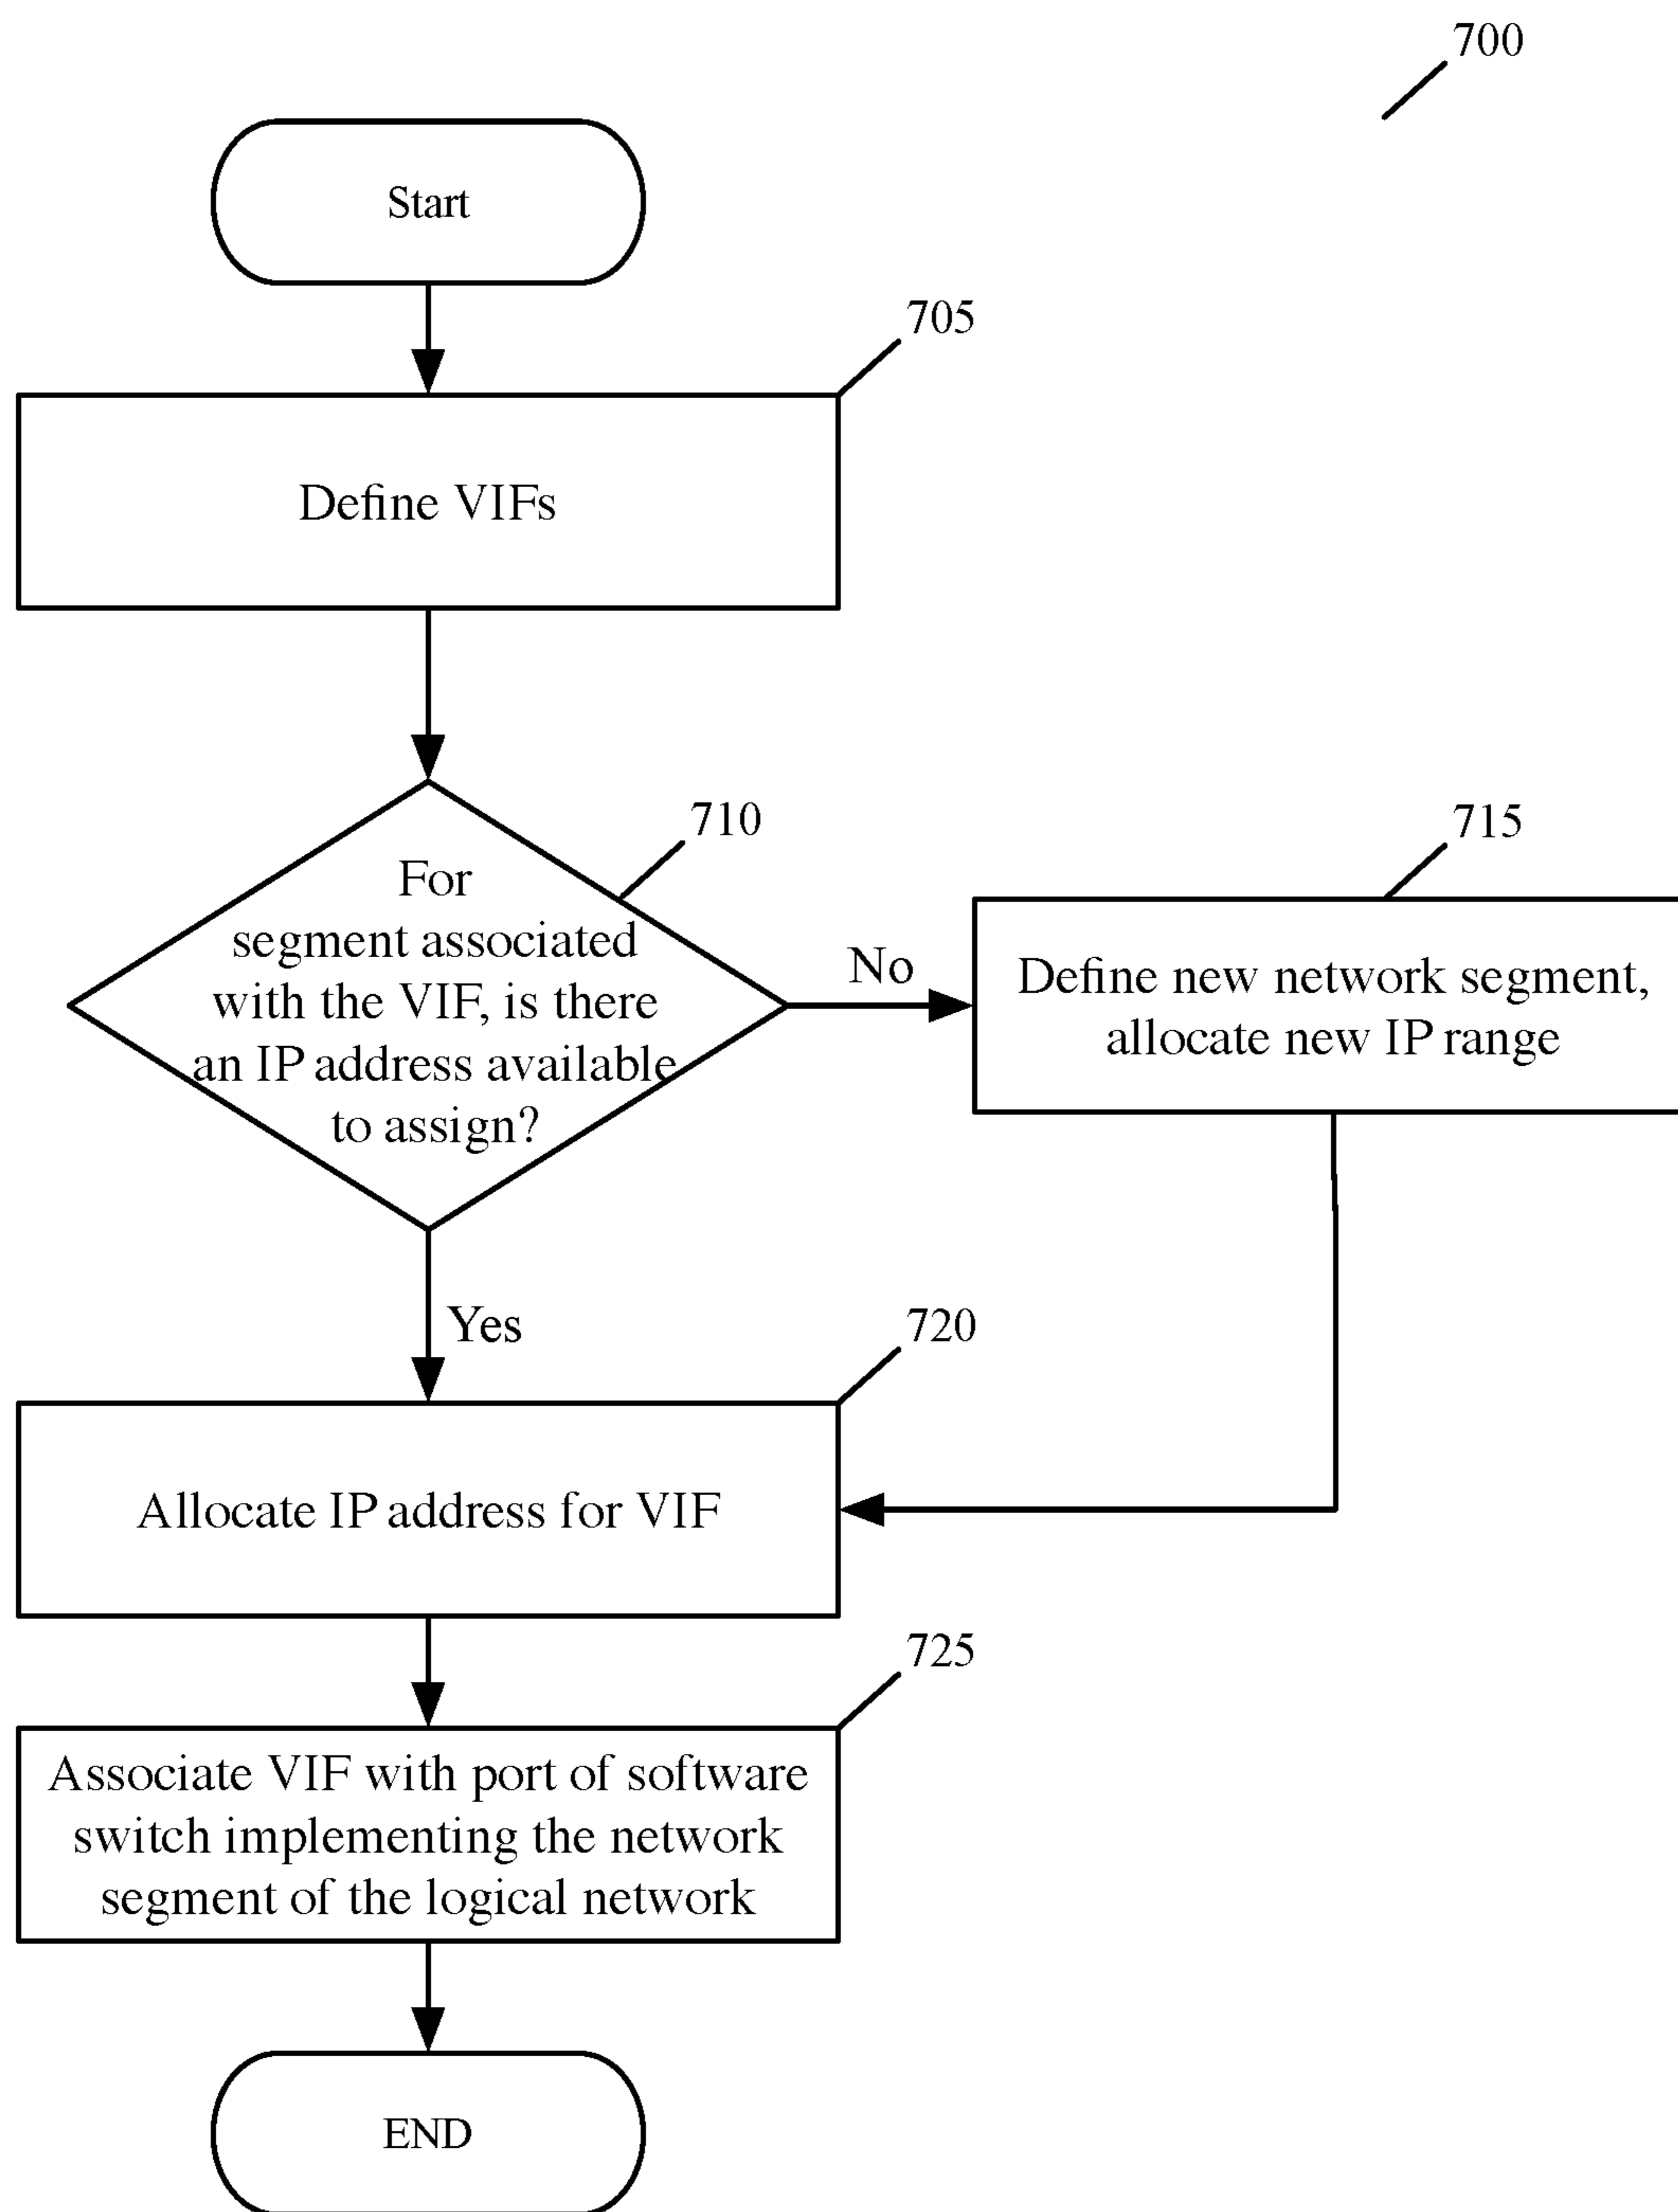 700
Start
705
Define VIFs
710
For
segment associated
with the VIF, is there
an IP address available
to assign?
No
715
Define new network segment,
allocate new IP range
Yes
720
Allocate IP address for VIF
725
Associate VIF with port of software
switch implementing the network
segment of the logical network
END